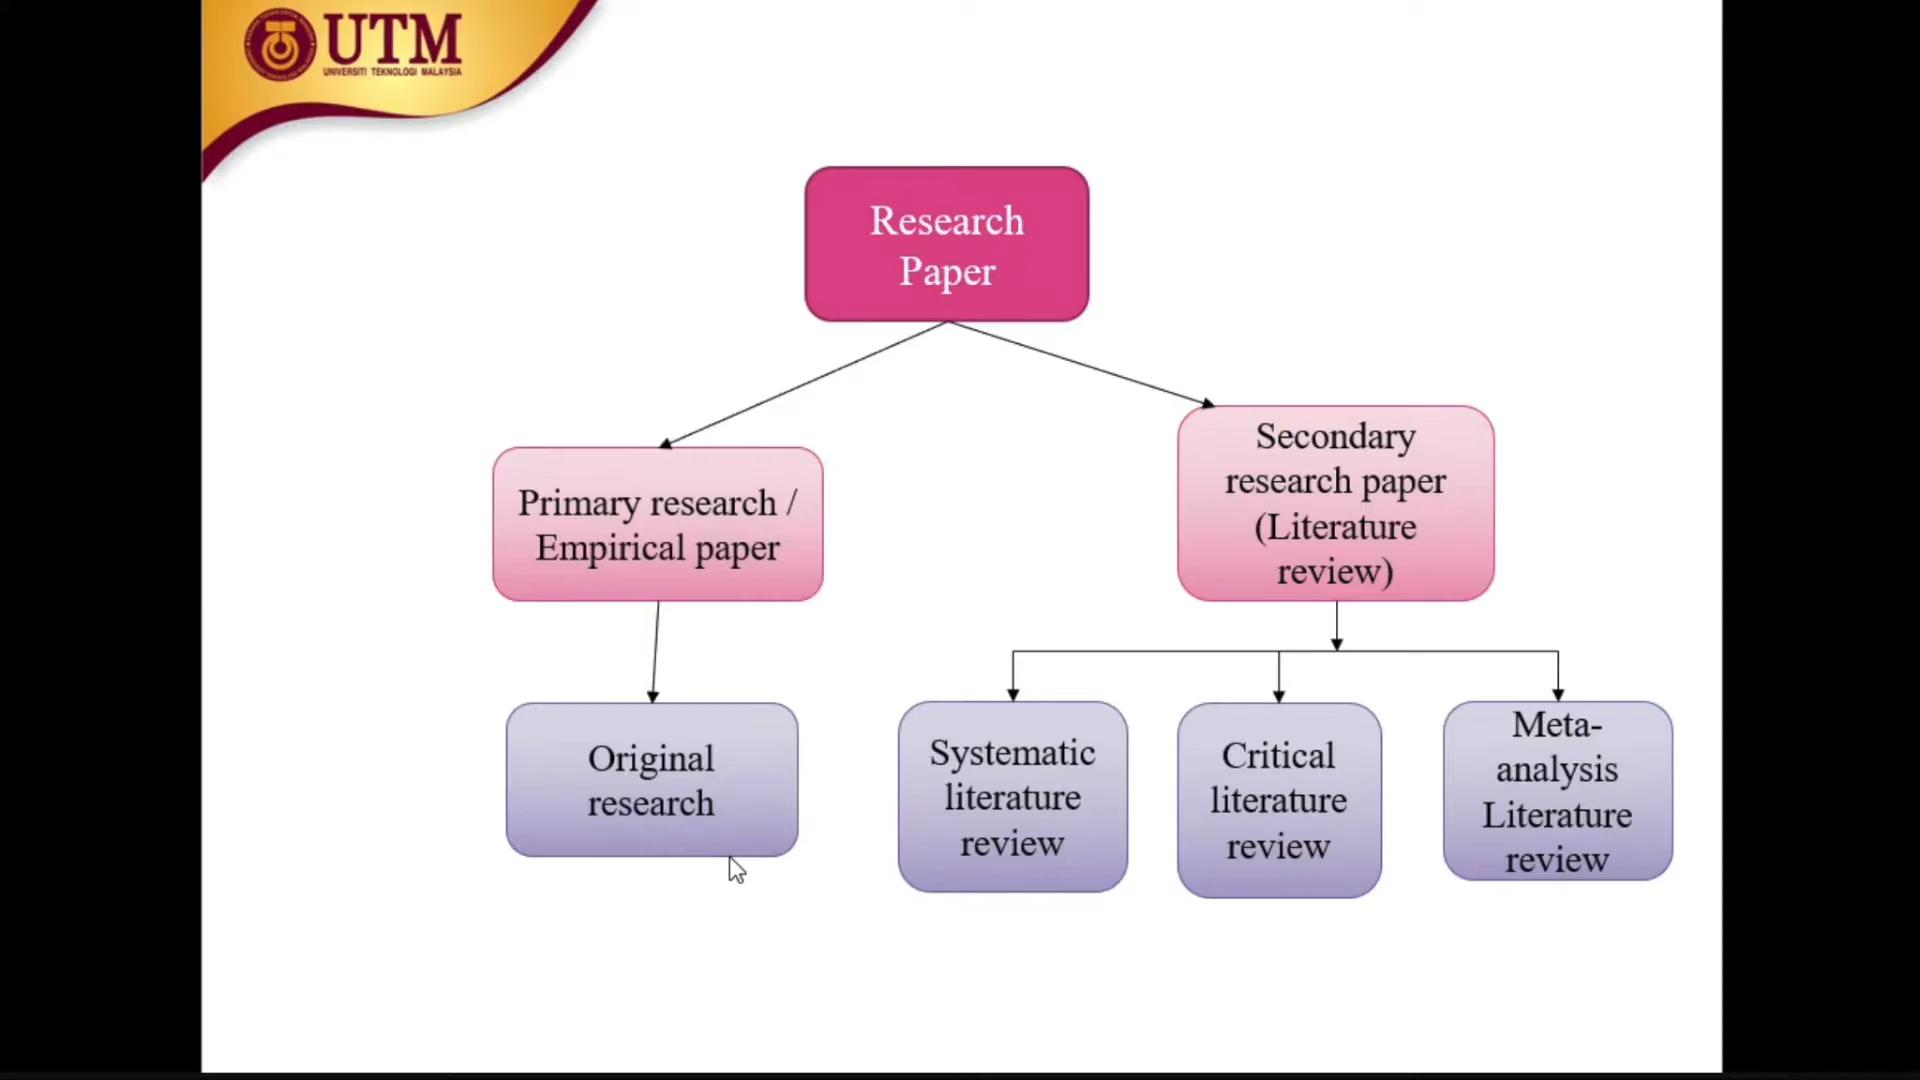 UTM
UNIVERSITI TEKNOLOGI MALAYSIA
Research
Paper
Primary research /
Empirical paper
Secondary
research paper
(Literature
review)
Original
research
Systematic
literature
review
Critical
literature
review
Meta-
analysis
Literature
review